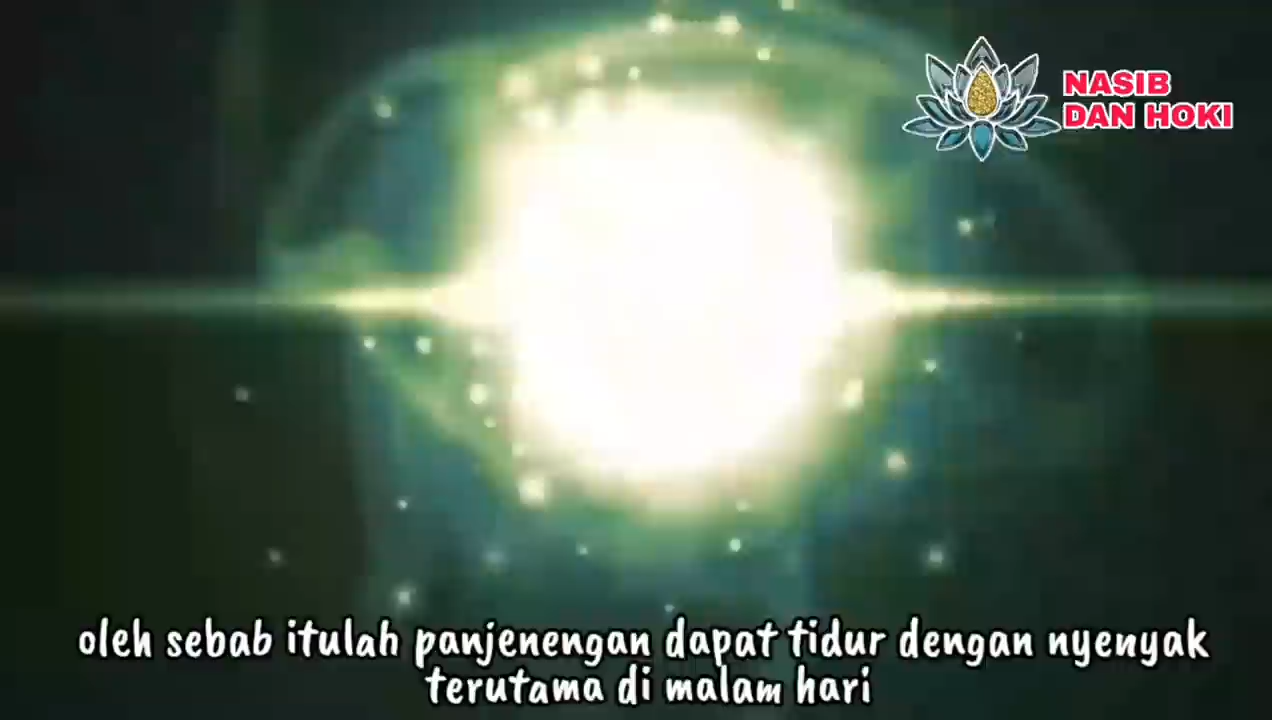 NASIB
DAN HOKI
oleh sebab itulah panjenengan dapat tidur dengan nyenyak
terutama di malam hari